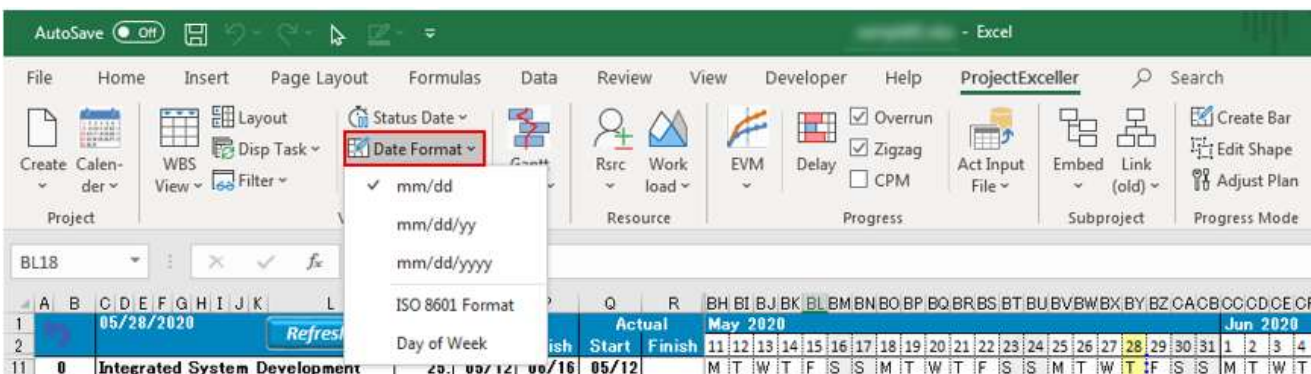 AutoSave Off - Excel
File Home Insert Page Layout Formulas Data Review View Developer Help ProjectExceller Search
Layout Status Date Overrun Create Bar
Disp Task Date Format Zigzag Edit Shape
Create Calen- WBS Filter Rsrc Work EVM Delay CPM Act Input Embed Link Adjust Plan
der View load File (old)
Project Resource Progress Subproject Progress Mode
mm/dd
mm/dd/yy
mm/dd/yyyy
ISO 8601 Format
Day of Week
BL18 fx
A B C D E F G H I J K L Q R BH BI BJ BK BL BM BN BO BP BQ BR BS BT BU BV BW BX BY BZ CA CB CC CD CE
1 05/28/2020 Actual May 2020 Jun 2020
2 Start Finish 11 12 13 14 15 16 17 18 19 20 21 22 23 24 25 26 27 28 29 30 31 1 2 3 4
11 0 Integrated System Development 25. 05/12 06/16 05/12 M T W T F S S M T W T F S S M T W T F S S M T W T